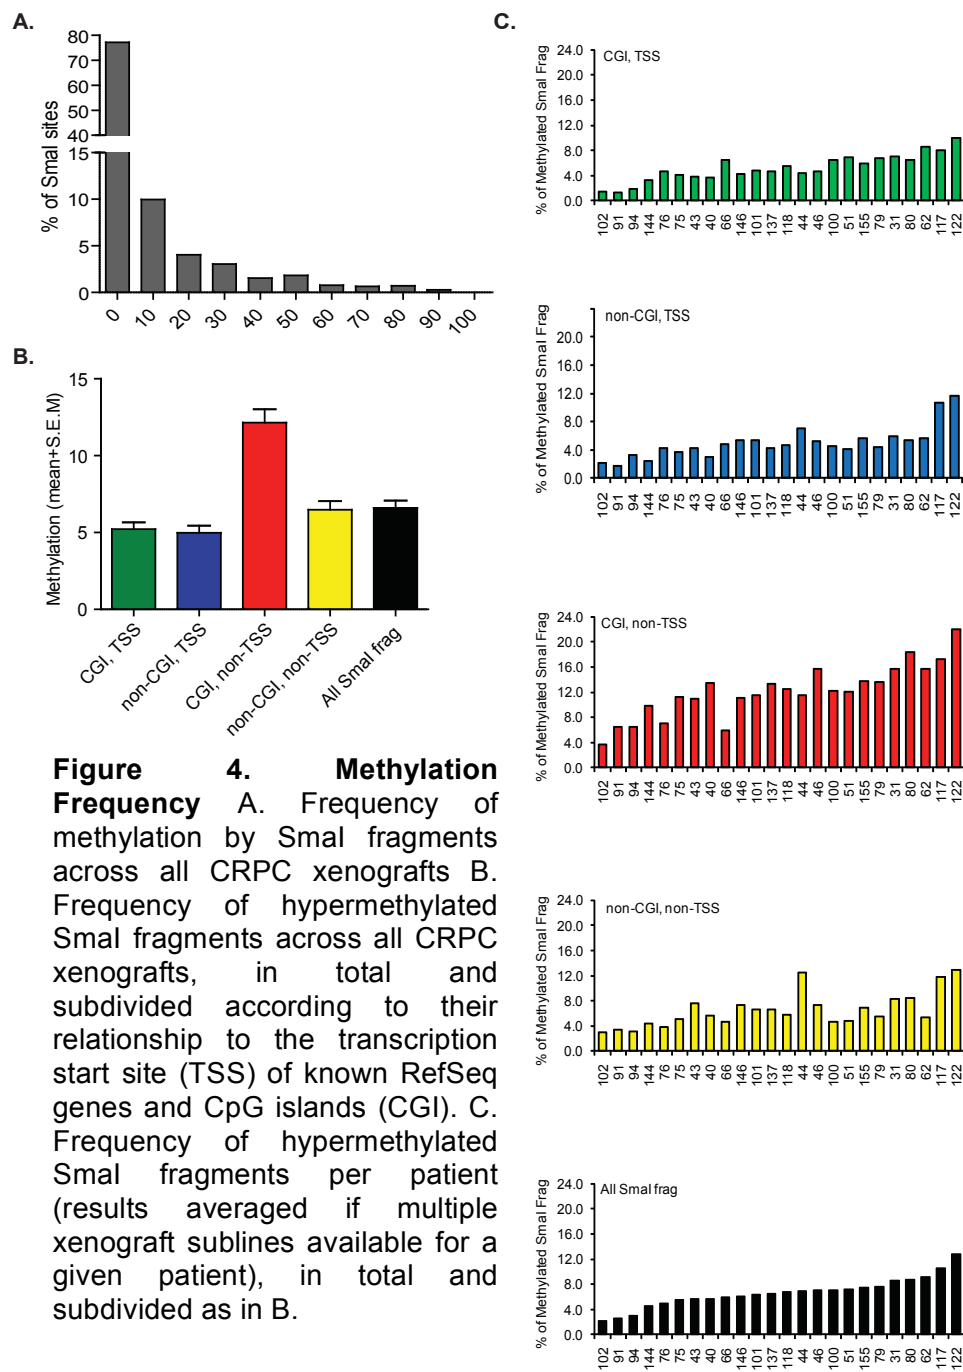 A.
% of SmaI sites
80
70
60
50
40
15
10
5
0
0 10 20 30 40 50 60 70 80 90 100
B.
Methylation (mean+S.E.M)
15
10
5
0
CGI, TSS
non-CGI, TSS
CGI, non-TSS
non-CGI, non-TSS
All SmaI frag
Figure 4. Methylation
Frequency A. Frequency of
methylation by SmaI fragments
across all CRPC xenografts B.
Frequency of hypermethylated
SmaI fragments across all CRPC
xenografts, in total and
subdivided according to their
relationship to the transcription
start site (TSS) of known RefSeq
genes and CpG islands (CGI). C.
Frequency of hypermethylated
SmaI fragments per patient
(results averaged if multiple
xenograft sublines available for a
given patient), in total and
subdivided as in B.
C.
CGI, TSS
% of Methylated SmaI Frag
24.0
20.0
16.0
12.0
8.0
4.0
0.0
102 91 94 144 76 75 43 40 66 146 101 137 118 44 46 100 51 155 79 31 80 62 117 122
non-CGI, TSS
% of Methylated SmaI Frag
20.0
16.0
12.0
8.0
4.0
0.0
102 91 94 144 76 75 43 40 66 146 101 137 118 44 46 100 51 155 79 31 80 62 117 122
CGI, non-TSS
% of Methylated SmaI Frag
24.0
20.0
16.0
12.0
8.0
4.0
0.0
102 91 94 144 76 75 43 40 66 146 101 137 118 44 46 100 51 155 79 31 80 62 117 122
non-CGI, non-TSS
% of Methylated SmaI Frag
24.0
20.0
16.0
12.0
8.0
4.0
0.0
102 91 94 144 76 75 43 40 66 146 101 137 118 44 46 100 51 155 79 31 80 62 117 122
All SmaI frag
% of Methylated SmaI Frag
24.0
20.0
16.0
12.0
8.0
4.0
0.0
102 91 94 144 76 75 43 40 66 146 101 137 118 44 46 100 51 155 79 31 80 62 117 122